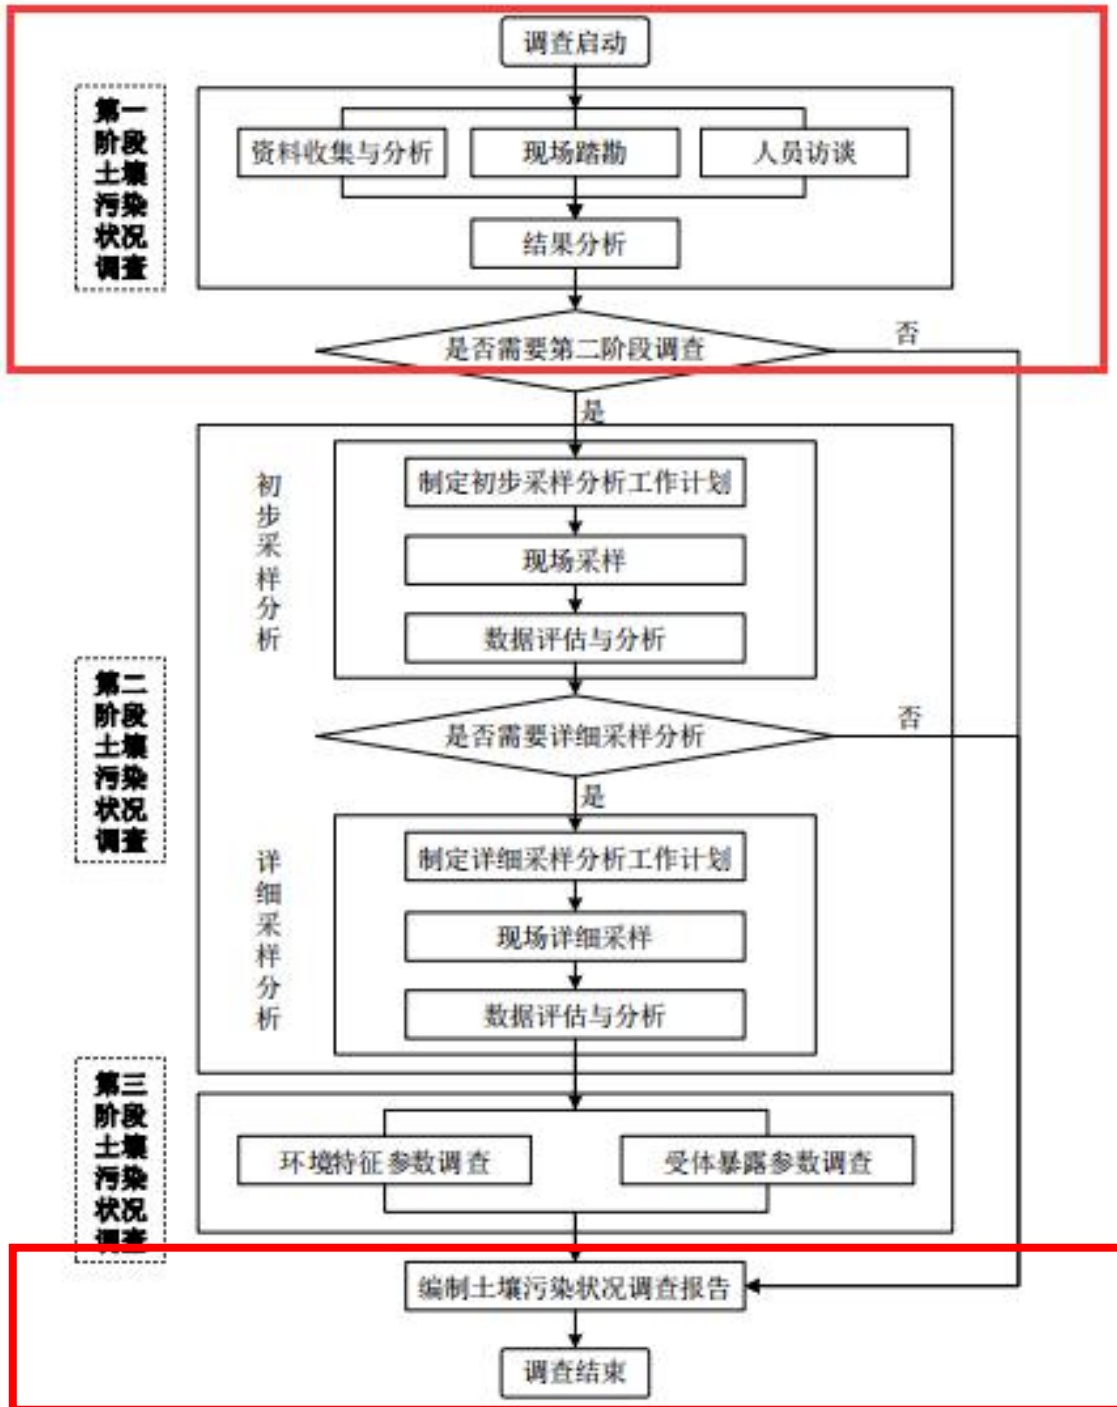 调查启动
第一
阶段
土壤
污染
状况
调查
资料收集与分析
现场踏勘
人员访谈
结果分析
是否需要第二阶段调查
否
是
初
步
采
样
分
析
制定初步采样分析工作计划
现场采样
数据评估与分析
第二
阶段
土壤
污染
状况
调查
是否需要详细采样分析
否
是
详
细
采
样
分
析
制定详细采样分析工作计划
现场详细采样
数据评估与分析
第三
阶段
土壤
污染
状况
调查
环境特征参数调查
受体暴露参数调查
编制土壤污染状况调查报告
调查结束